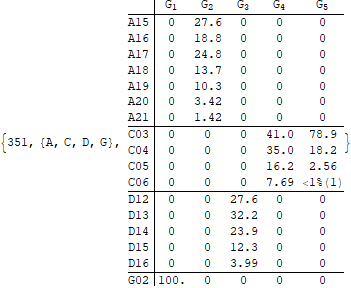 G1 G2 G3 G4 G5
A15 0 27.6 0 0 0
A16 0 18.8 0 0 0
A17 0 24.8 0 0 0
A18 0 13.7 0 0 0
A19 0 10.3 0 0 0
A20 0 3.42 0 0 0
A21 0 1.42 0 0 0
C03 0 0 0 41.0 78.9
{351, {A, C, D, G}, C04 0 0 0 35.0 18.2 }
C05 0 0 0 16.2 2.56
C06 0 0 0 7.69 <1%(1)
D12 0 0 27.6 0 0
D13 0 0 32.2 0 0
D14 0 0 23.9 0 0
D15 0 0 12.3 0 0
D16 0 0 3.99 0 0
G02 100. 0 0 0 0